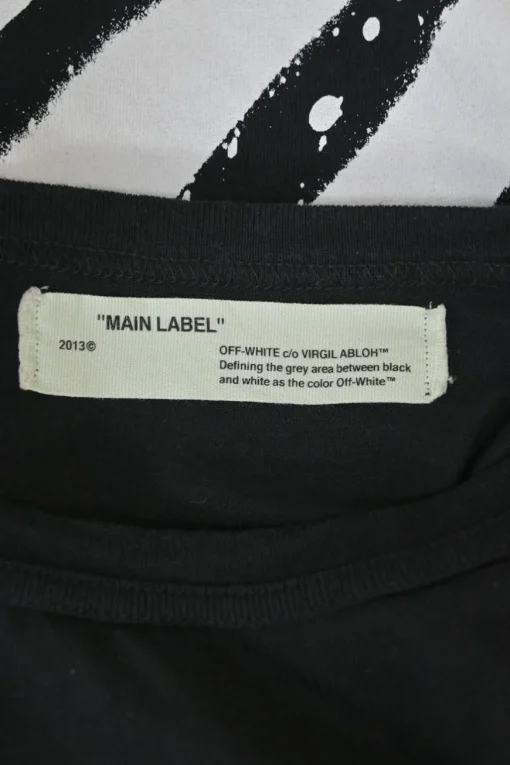 "MAIN LABEL"
2013©
OFF-WHITE c/o VIRGIL ABLOH™
Defining the grey area between black
and white as the color Off-White™